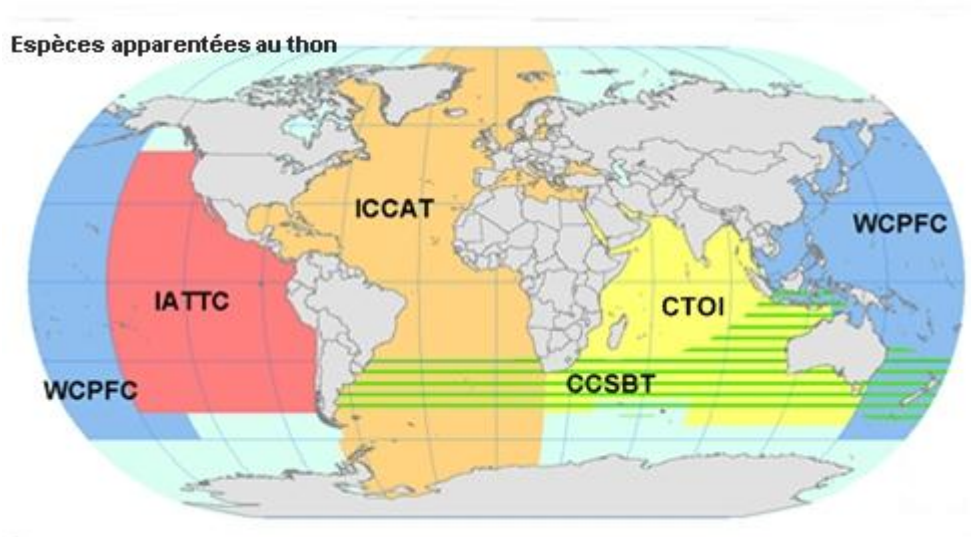 Espèces apparentées au thon
ICCAT
WCPFC
IATTC
CTOI
WCPFC
CCSBT